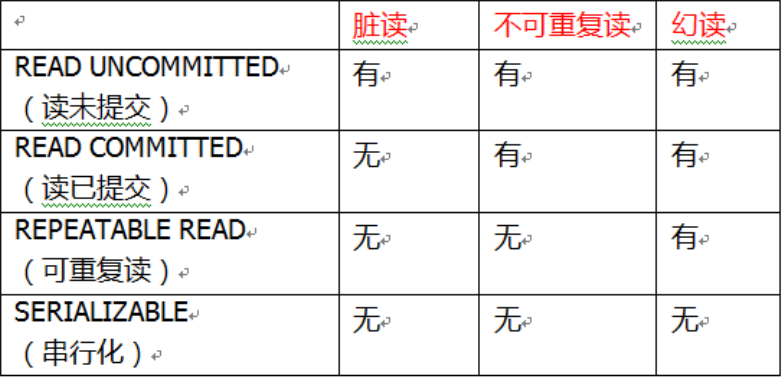 脏读 不可重复读 幻读
READ UNCOMMITTED 有 有 有
（读未提交）
READ COMMITTED 无 有 有
（读已提交）
REPEATABLE READ 无 无 有
（可重复读）
SERIALIZABLE 无 无 无
（串行化）